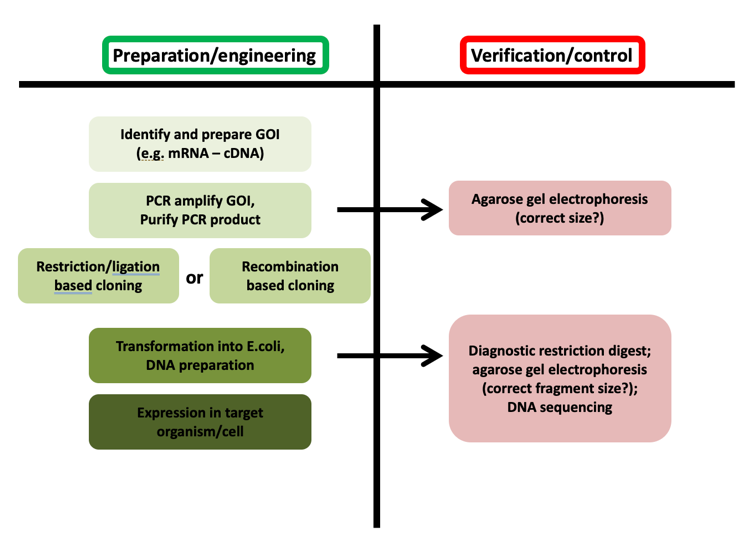 Preparation/engineering
Verification/control
Identify and prepare GOI
(e.g. mRNA – cDNA)
PCR amplify GOI,
Purify PCR product
Agarose gel electrophoresis
(correct size?)
Restriction/ligation
based cloning
or
Recombination
based cloning
Transformation into E.coli,
DNA preparation
Diagnostic restriction digest;
agarose gel electrophoresis
(correct fragment size?);
DNA sequencing
Expression in target
organism/cell